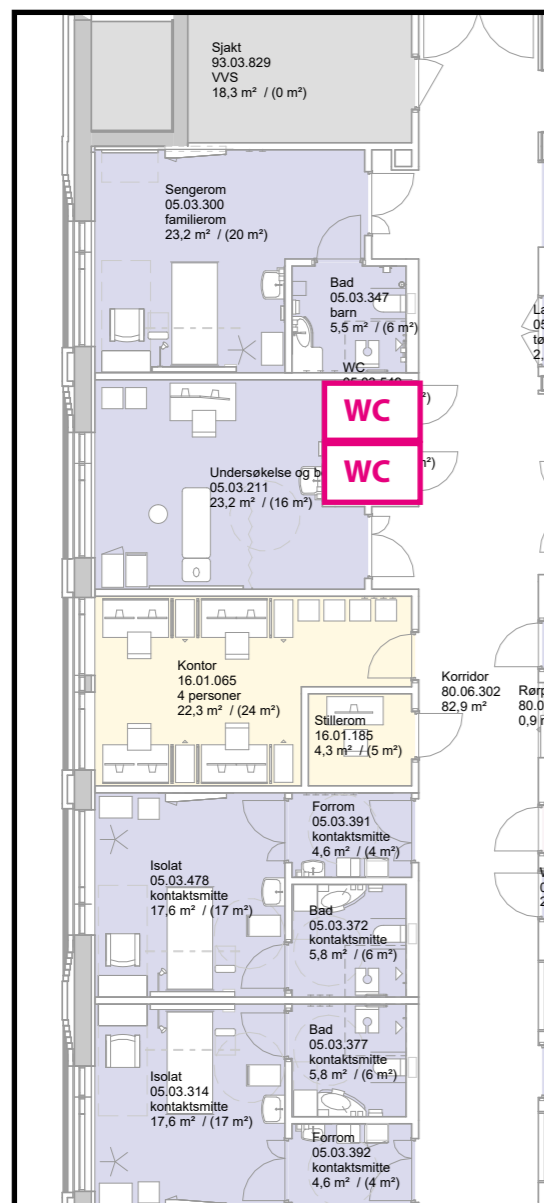 Sjakt
93.03.829
VVS
18,3 m² / (0 m²)
Sengerom
05.03.300
familierom
23,2 m² / (20 m²)
Bad
05.03.347
barn
5,5 m² / (6 m²)
WC
WC
WC
Undersøkelse og b
05.03.211
23,2 m² / (16 m²)
Kontor
16.01.065
4 personer
22,3 m² / (24 m²)
Stillerom
16.01.185
4,3 m² / (5 m²)
Korridor
80.06.302
82,9 m²
Forrom
05.03.391
kontaktsmitte
4,6 m² / (4 m²)
Isolat
05.03.478
kontaktsmitte
17,6 m² / (17 m²)
Bad
05.03.372
kontaktsmitte
5,8 m² / (6 m²)
Bad
05.03.377
kontaktsmitte
5,8 m² / (6 m²)
Isolat
05.03.314
kontaktsmitte
17,6 m² / (17 m²)
Forrom
05.03.392
kontaktsmitte
4,6 m² / (4 m²)